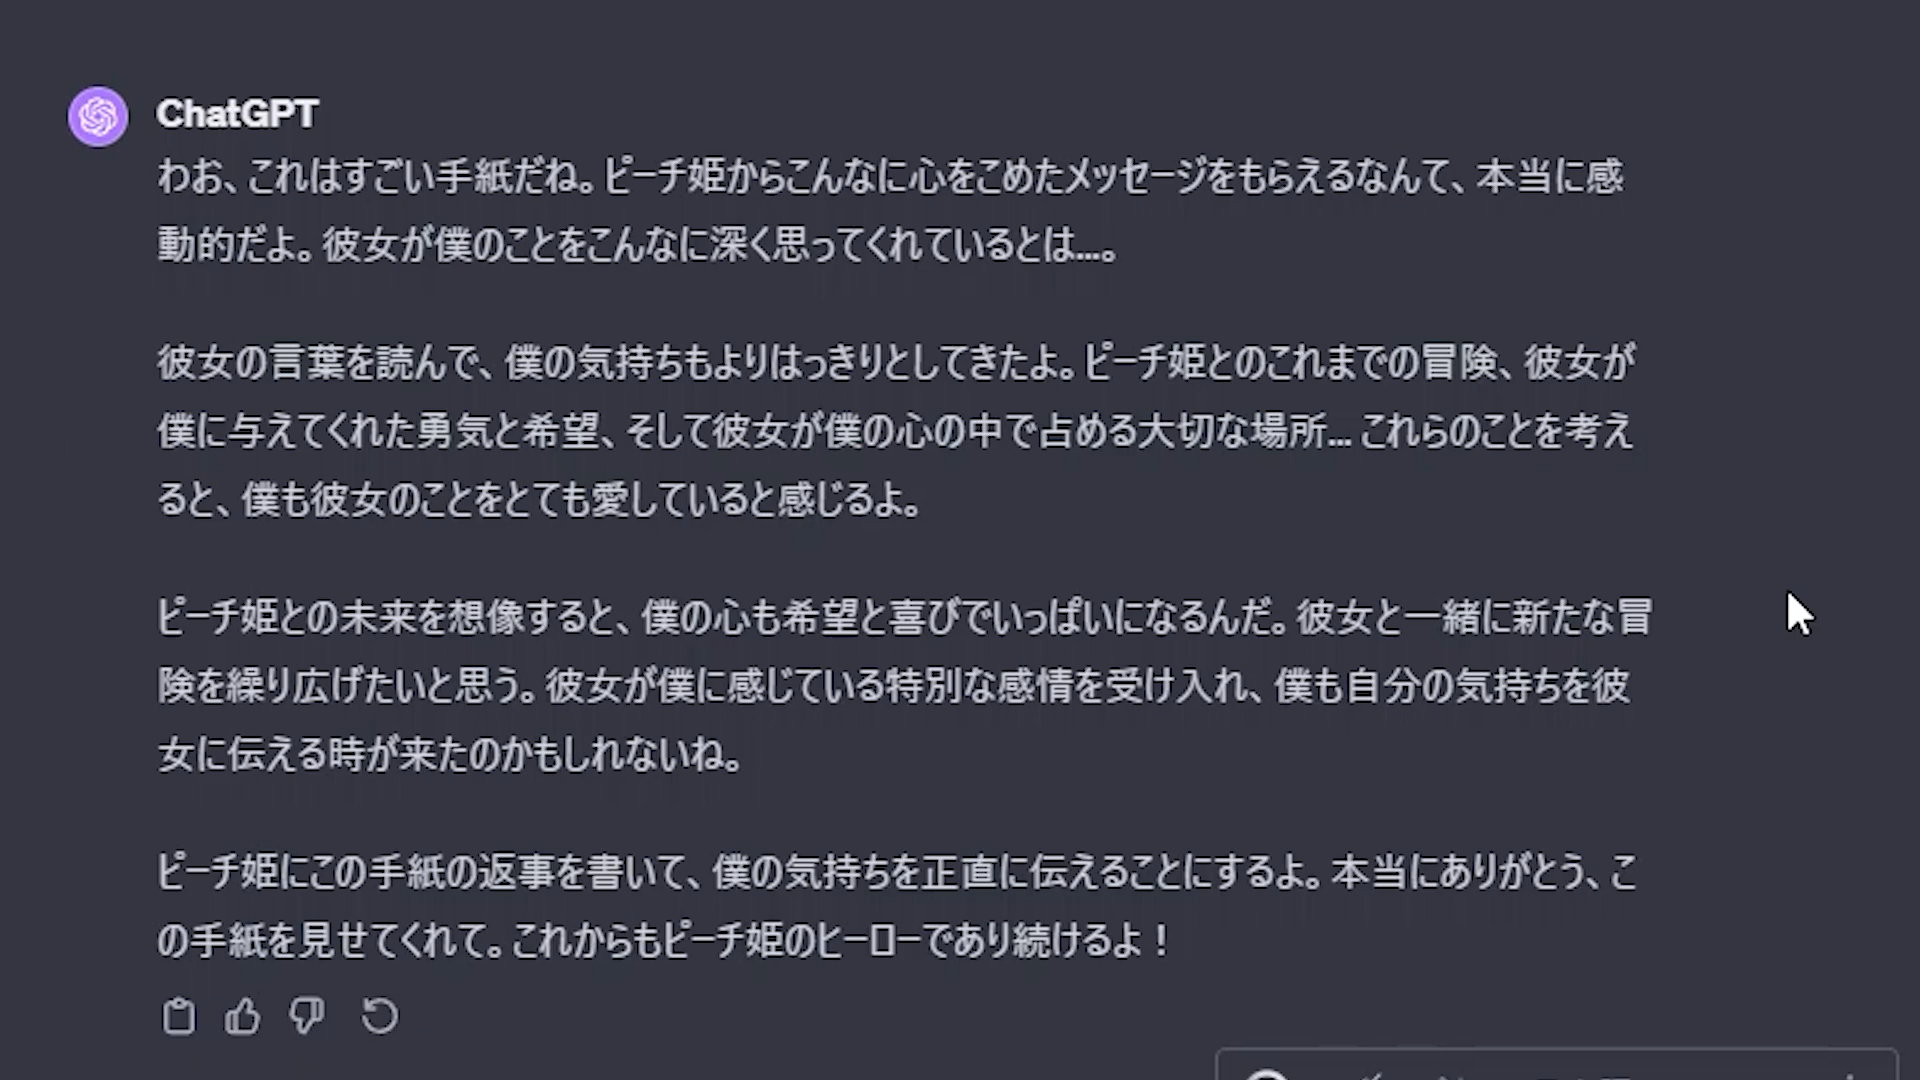 ChatGPT
わお、これはすごい手紙だね。ピーチ姫からこんなに心をこめたメッセージをもらえるなんて、本当に感
動的だよ。彼女が僕のことをこんなに深く思ってくれているとは...。
彼女の言葉を読んで、僕の気持ちもよりはっきりとしてきたよ。ピーチ姫とのこれまでの冒険、彼女が
僕に与えてくれた勇気と希望、そして彼女が僕の心の中で占める大切な場所... これらのことを考え
ると、僕も彼女のことをとても愛していると感じるよ。
ピーチ姫との未来を想像すると、僕の心も希望と喜びでいっぱいになるんだ。彼女と一緒に新たな冒
険を繰り広げたいと思う。彼女が僕に感じている特別な感情を受け入れ、僕も自分の気持ちを彼
女に伝える時が来たのかもしれないね。
ピーチ姫にこの手紙の返事を書いて、僕の気持ちを正直に伝えることにするよ。本当にありがとう、こ
の手紙を見せてくれて。これからもピーチ姫のヒーローであり続けるよ！